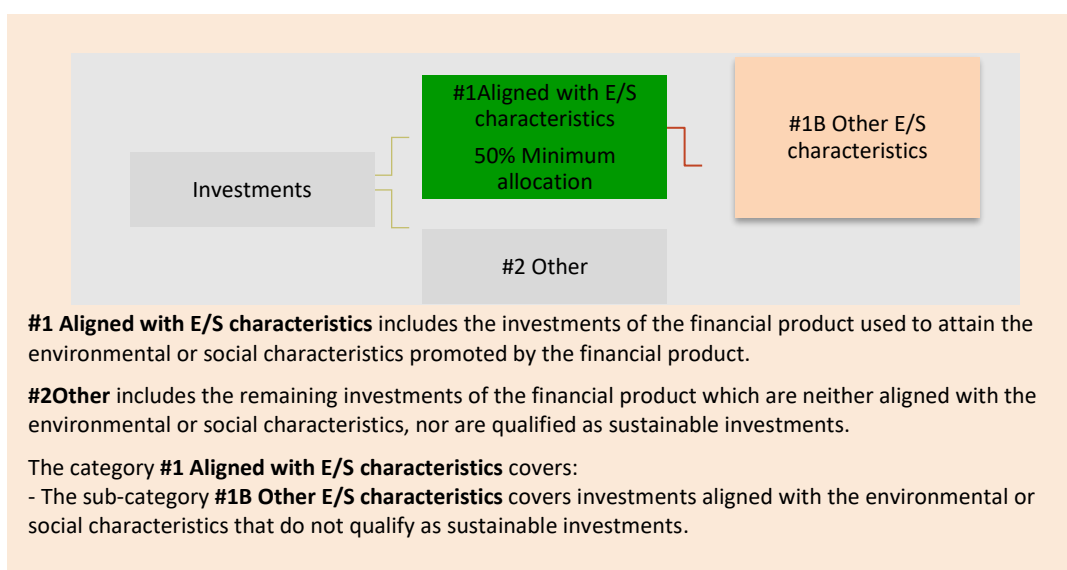 #1Aligned with E/S
characteristics
50% Minimum
allocation
#1B Other E/S
characteristics
Investments
#2 Other
#1 Aligned with E/S characteristics includes the investments of the financial product used to attain the
environmental or social characteristics promoted by the financial product.
#2Other includes the remaining investments of the financial product which are neither aligned with the
environmental or social characteristics, nor are qualified as sustainable investments.
The category #1 Aligned with E/S characteristics covers:
- The sub-category #1B Other E/S characteristics covers investments aligned with the environmental or
social characteristics that do not qualify as sustainable investments.